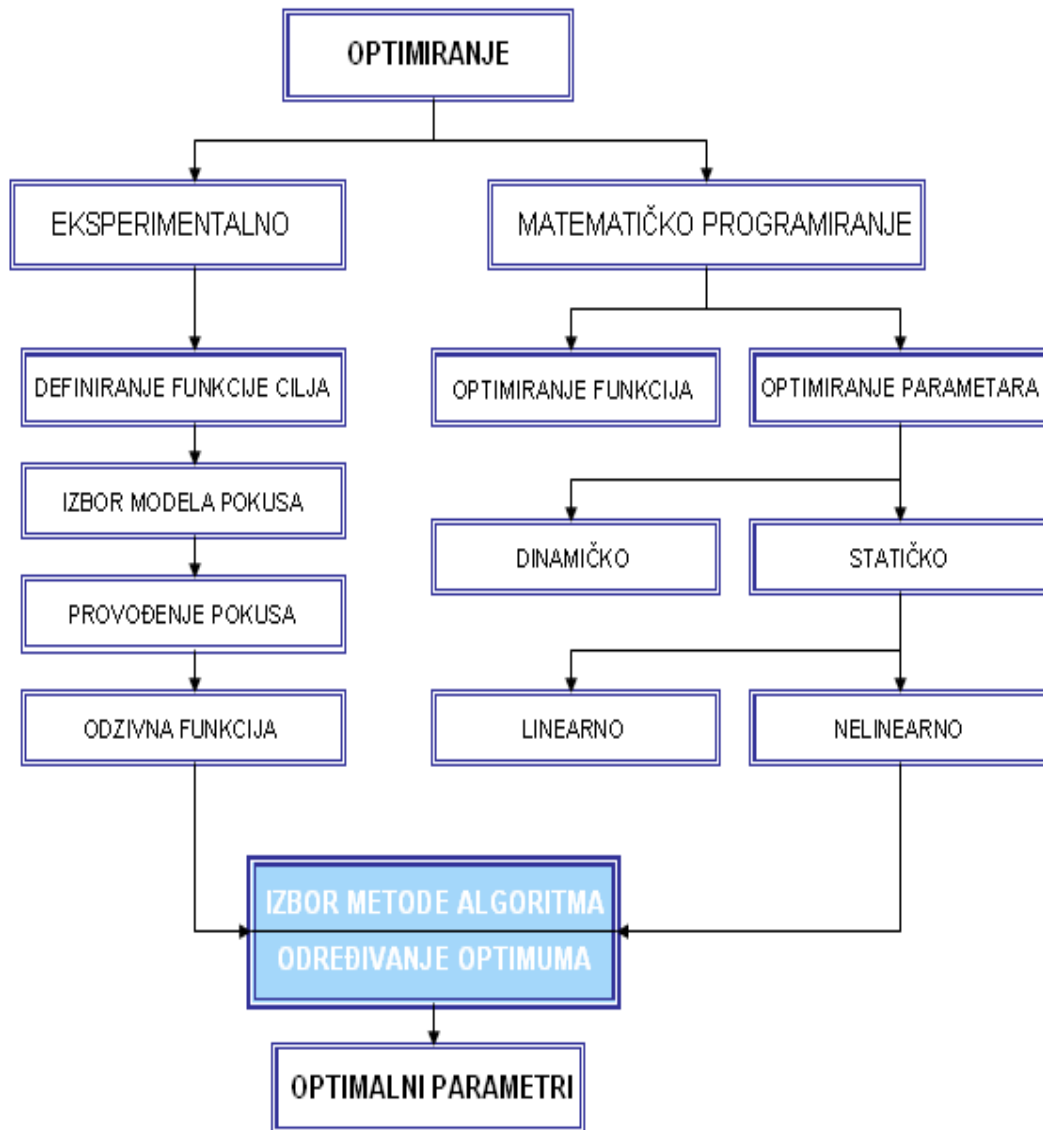 OPTIMIRANJE
EKSPERIMENTALNO
MATEMATIČKO PROGRAMIRANJE
DEFINIRANJE FUNKCIJE CILJA
OPTIMIRANJE FUNKCIJA
OPTIMIRANJE PARAMETARA
IZBOR MODELA POKUSA
DINAMIČKO
STATIČKO
PROVOĐENJE POKUSA
ODZIVNA FUNKCIJA
LINEARNO
NELINEARNO
IZBOR METODE ALGORITMA
ODREĐIVANJE OPTIMUMA
OPTIMALNI PARAMETRI